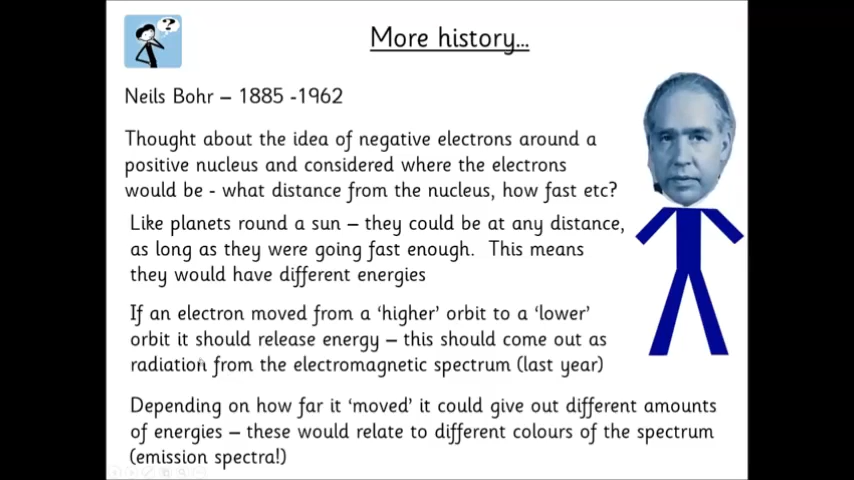 ?
More history...
Neils Bohr – 1885 -1962
Thought about the idea of negative electrons around a
positive nucleus and considered where the electrons
would be - what distance from the nucleus, how fast etc?
Like planets round a sun – they could be at any distance,
as long as they were going fast enough. This means
they would have different energies
If an electron moved from a ‘higher’ orbit to a ‘lower’
orbit it should release energy – this should come out as
radiation from the electromagnetic spectrum (last year)
Depending on how far it ‘moved’ it could give out different amounts
of energies – these would relate to different colours of the spectrum
(emission spectra!)